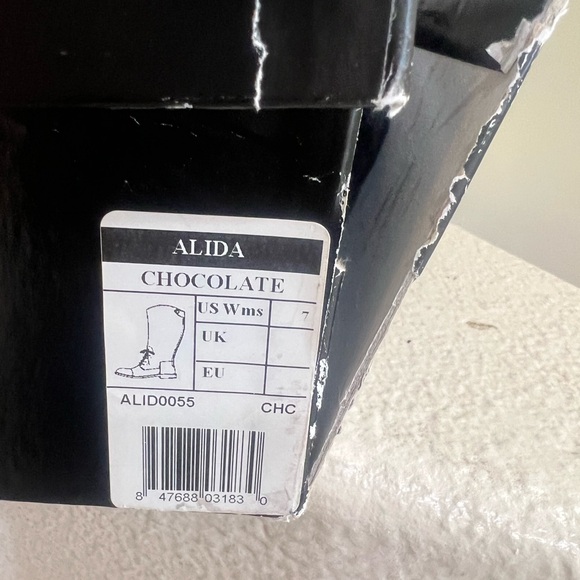 ALIDA
CHOCOLATE
US Wms 7
UK
EU
ALID0055 CHC
8 47688 03183 0